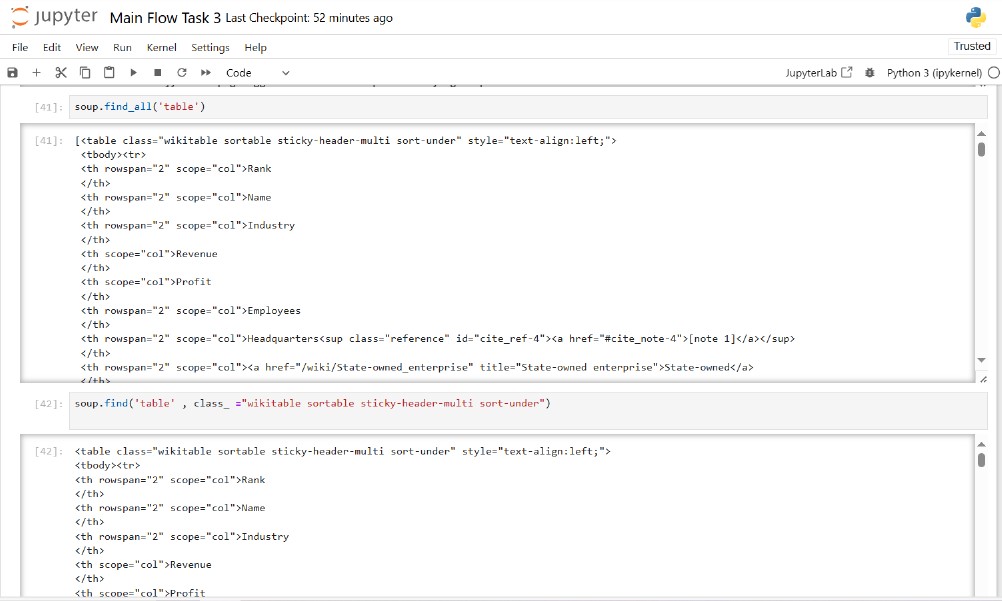 jupyter Main Flow Task 3 Last Checkpoint: 52 minutes ago
File Edit View Run Kernel Settings Help
Trusted
Code
JupyterLab
Python 3 (ipykernel)
[41]: soup.find_all('table')
[41]: [<table class="wikitable sortable sticky-header-multi sort-under" style="text-align:left;">
<tbody><tr>
<th rowspan="2" scope="col">Rank
</th>
<th rowspan="2" scope="col">Name
</th>
<th rowspan="2" scope="col">Industry
</th>
<th scope="col">Revenue
</th>
<th scope="col">Profit
</th>
<th rowspan="2" scope="col">Employees
</th>
<th rowspan="2" scope="col">Headquarters<sup class="reference" id="cite_ref-4"><a href="#cite_note-4">[note 1]</a></sup>
</th>
<th rowspan="2" scope="col"><a href="/wiki/State-owned_enterprise" title="State-owned enterprise">State-owned</a>
</th>
[42]: soup.find('table' , class_ ="wikitable sortable sticky-header-multi sort-under")
[42]: <table class="wikitable sortable sticky-header-multi sort-under" style="text-align:left;">
<tbody><tr>
<th rowspan="2" scope="col">Rank
</th>
<th rowspan="2" scope="col">Name
</th>
<th rowspan="2" scope="col">Industry
</th>
<th scope="col">Revenue
</th>
<th scope="col">Profit